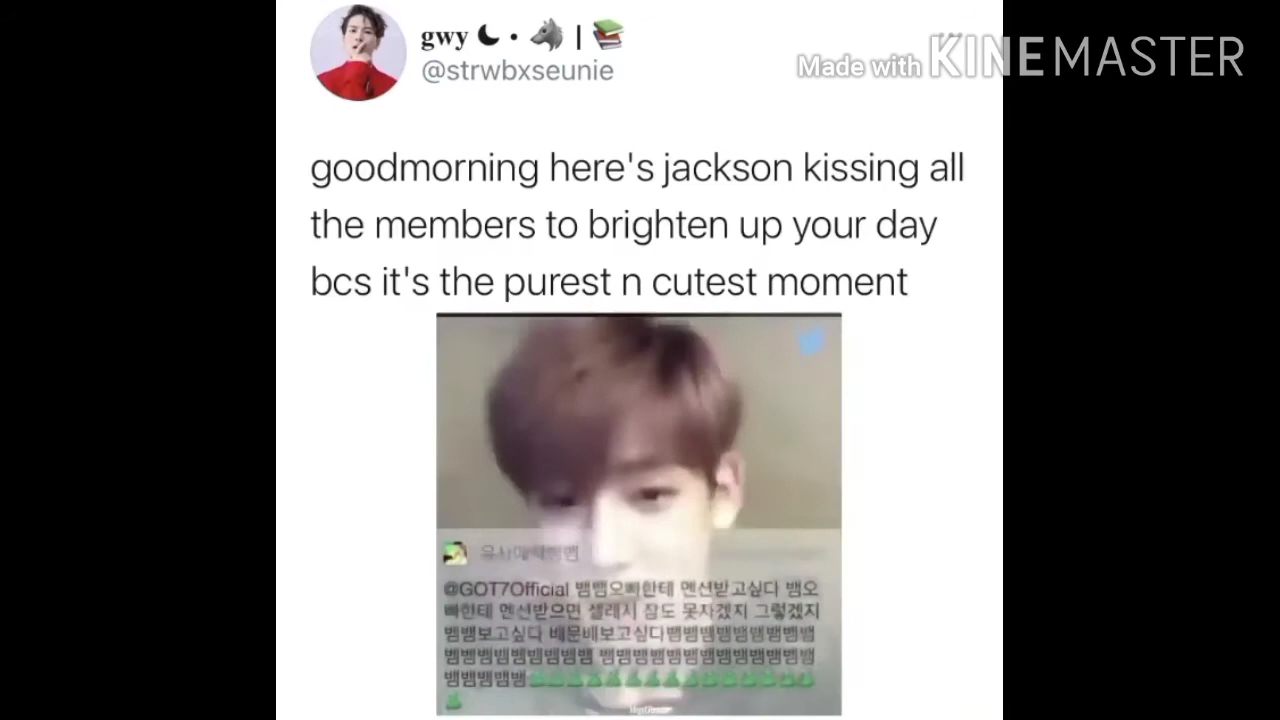 gwy 🌙 • 🐺 | 📚
@strwbxseunie
Made with KINEMASTER
goodmorning here's jackson kissing all
the members to brighten up your day
bcs it's the purest n cutest moment
@GOT7Official 뱀뱀오빠한테 멘션받고싶다 뱀오
빠한테 멘션받으면 셀레서 잠도 못자겠지 그렇겠지
뱀뱀보고싶다 배문배보고싶다뱀뱀뱀뱀뱀뱀뱀뱀뱀
뱀뱀뱀뱀뱀뱀뱀뱀뱀 뱀뱀뱀뱀뱀뱀뱀뱀뱀뱀뱀뱀뱀
뱀뱀뱀뱀뱀